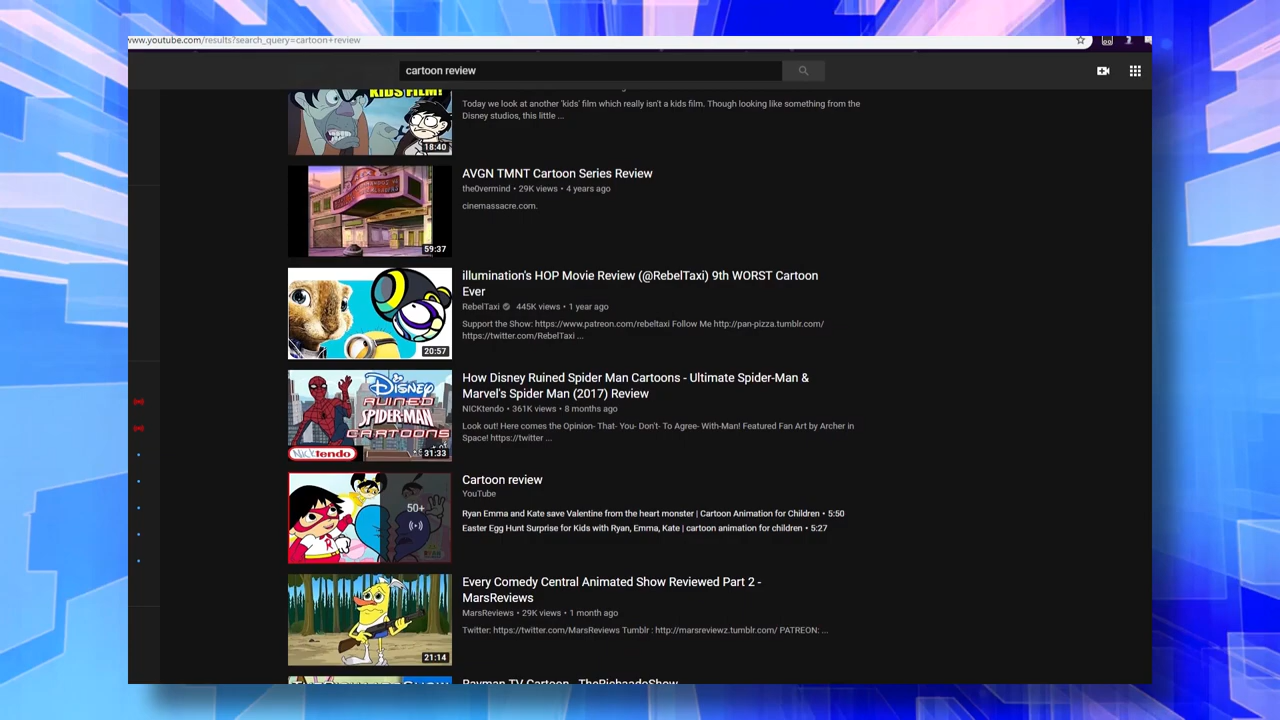 www.youtube.com/results?search_query=cartoon+review
cartoon review
KIDS FILM!
Today we look at another 'kids' film which really isn't a kids film. Though looking like something from the
Disney studios, this little ...
18:40
AVGN TMNT Cartoon Series Review
the0vermind • 29K views • 4 years ago
cinemassacre.com.
59:37
illumination's HOP Movie Review (@RebelTaxi) 9th WORST Cartoon
Ever
RebelTaxi 445K views • 1 year ago
Support the Show: https://www.patreon.com/rebeltaxi Follow Me http://pan-pizza.tumblr.com/
https://twitter.com/RebelTaxi ...
20:57
How Disney Ruined Spider Man Cartoons - Ultimate Spider-Man &
Marvel's Spider Man (2017) Review
NICKtendo • 361K views • 8 months ago
Look out! Here comes the Opinion- That- You- Don't- To Agree- With-Man! Featured Fan Art by Archer in
Space! https://twitter ...
Disney
RUINED
SPIDER-MAN
CARTOONS
NICKtendo
31:33
Cartoon review
YouTube
Ryan Emma and Kate save Valentine from the heart monster | Cartoon Animation for Children • 5:50
Easter Egg Hunt Surprise for Kids with Ryan, Emma, Kate | cartoon animation for children • 5:27
50+
Every Comedy Central Animated Show Reviewed Part 2 -
MarsReviews
MarsReviews • 29K views • 1 month ago
Twitter: https://twitter.com/MarsReviews Tumblr : http://marsreviewz.tumblr.com/ PATREON: ...
21:14
Rayman TV Cartoon - TheRichaadoShow